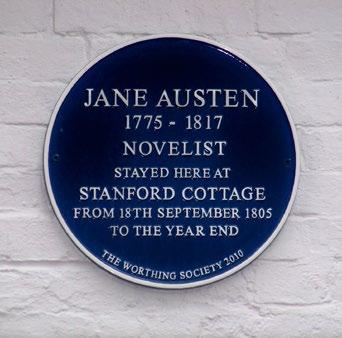 JANE AUSTEN
1775 - 1817
NOVELIST
STAYED HERE AT
STANFORD COTTAGE
FROM 18TH SEPTEMBER 1805
TO THE YEAR END
THE WORTHING SOCIETY 2010